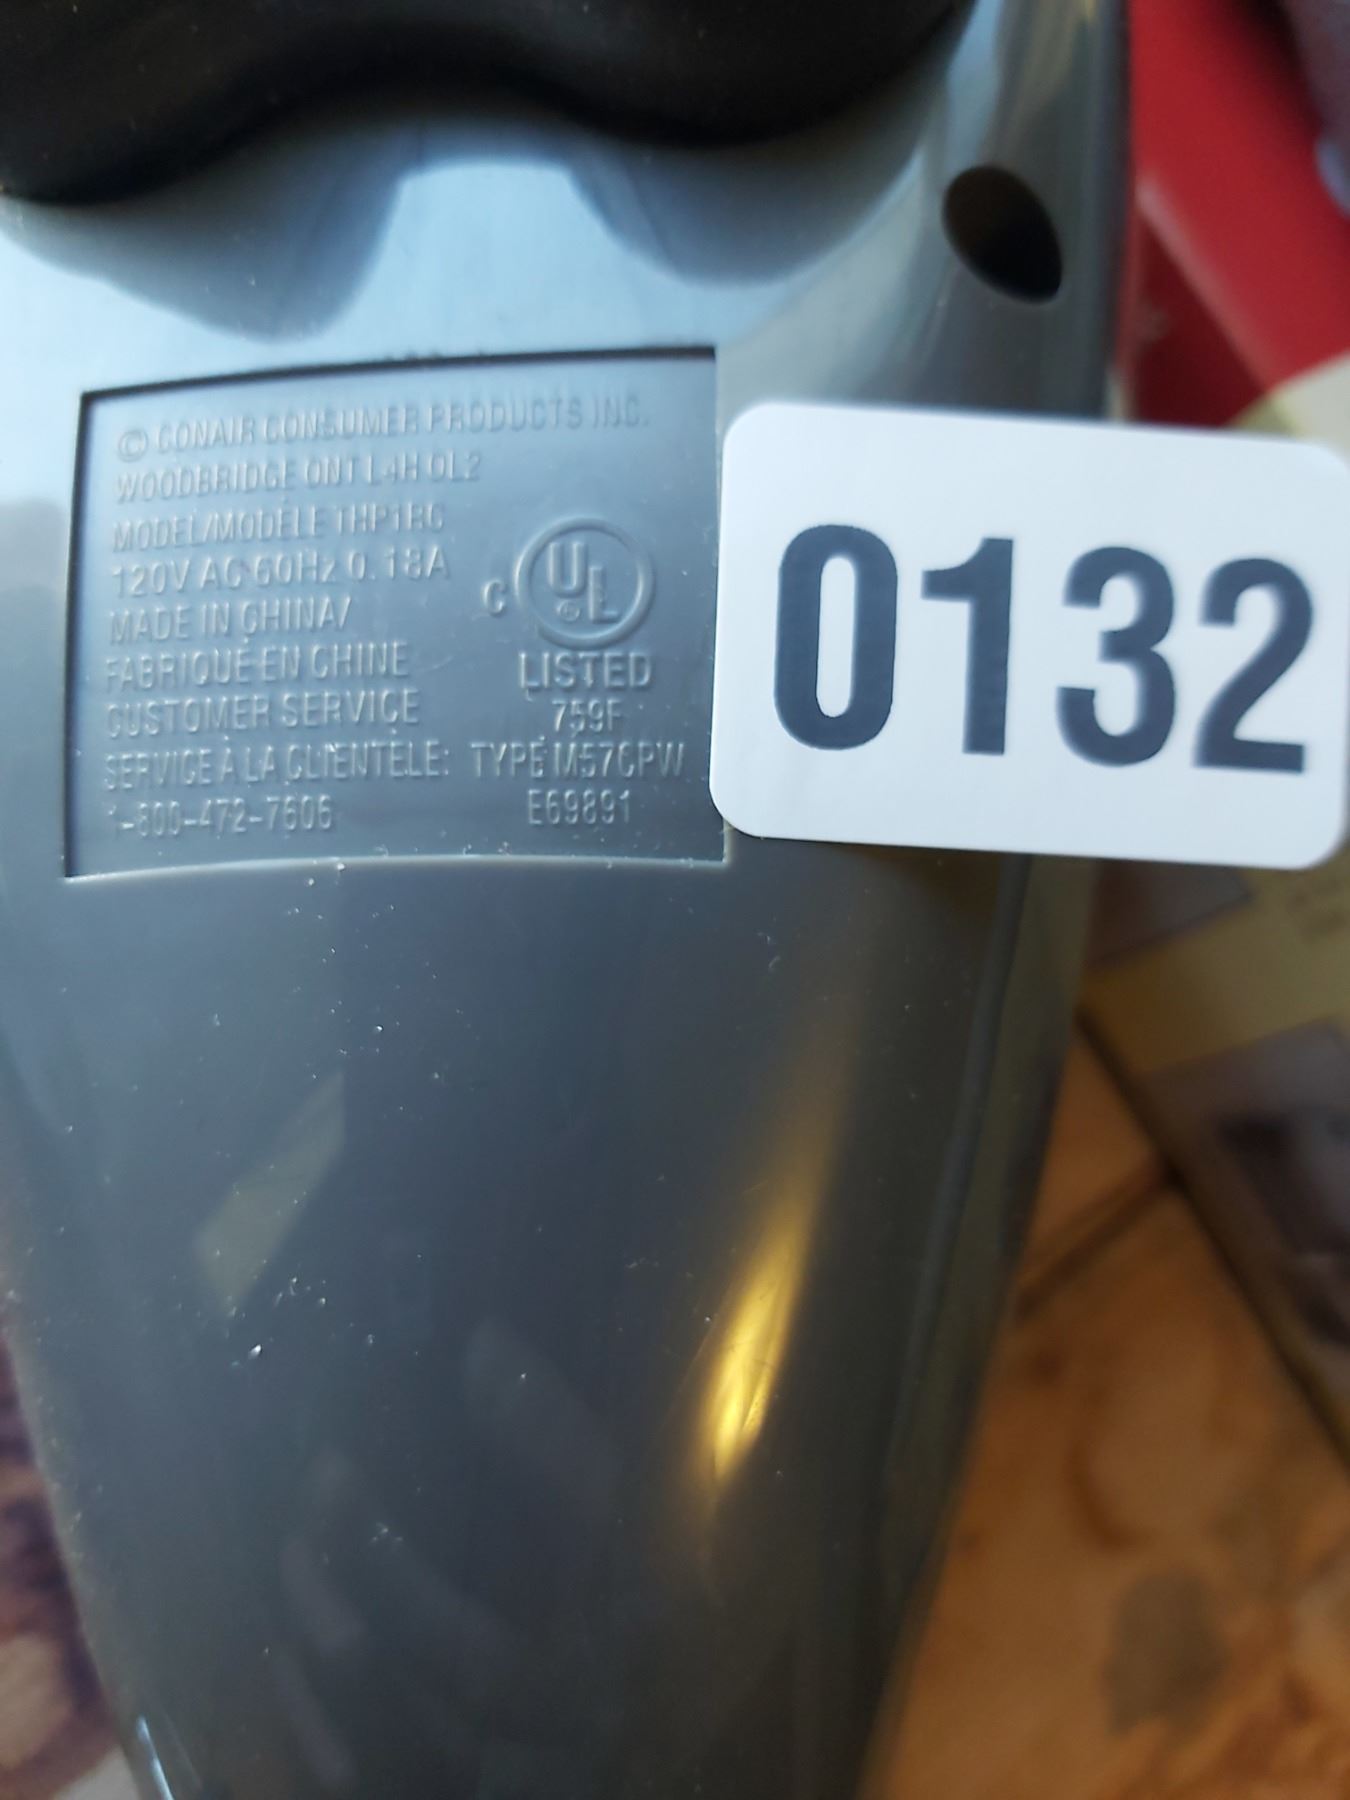 © CONAIR CONSUMER PRODUCTS INC.
WOODBRIDGE ONT L4H 0L2
MODEL/MODÈLE THP1BC
120V AC 60Hz 0.18A
MADE IN CHINA/
FABRIQUÉ EN CHINE
CUSTOMER SERVICE
SERVICE À LA CLIENTÈLE:
1-800-472-7606
C UL
LISTED
759F
TYPE M57CPW
E69891
0132